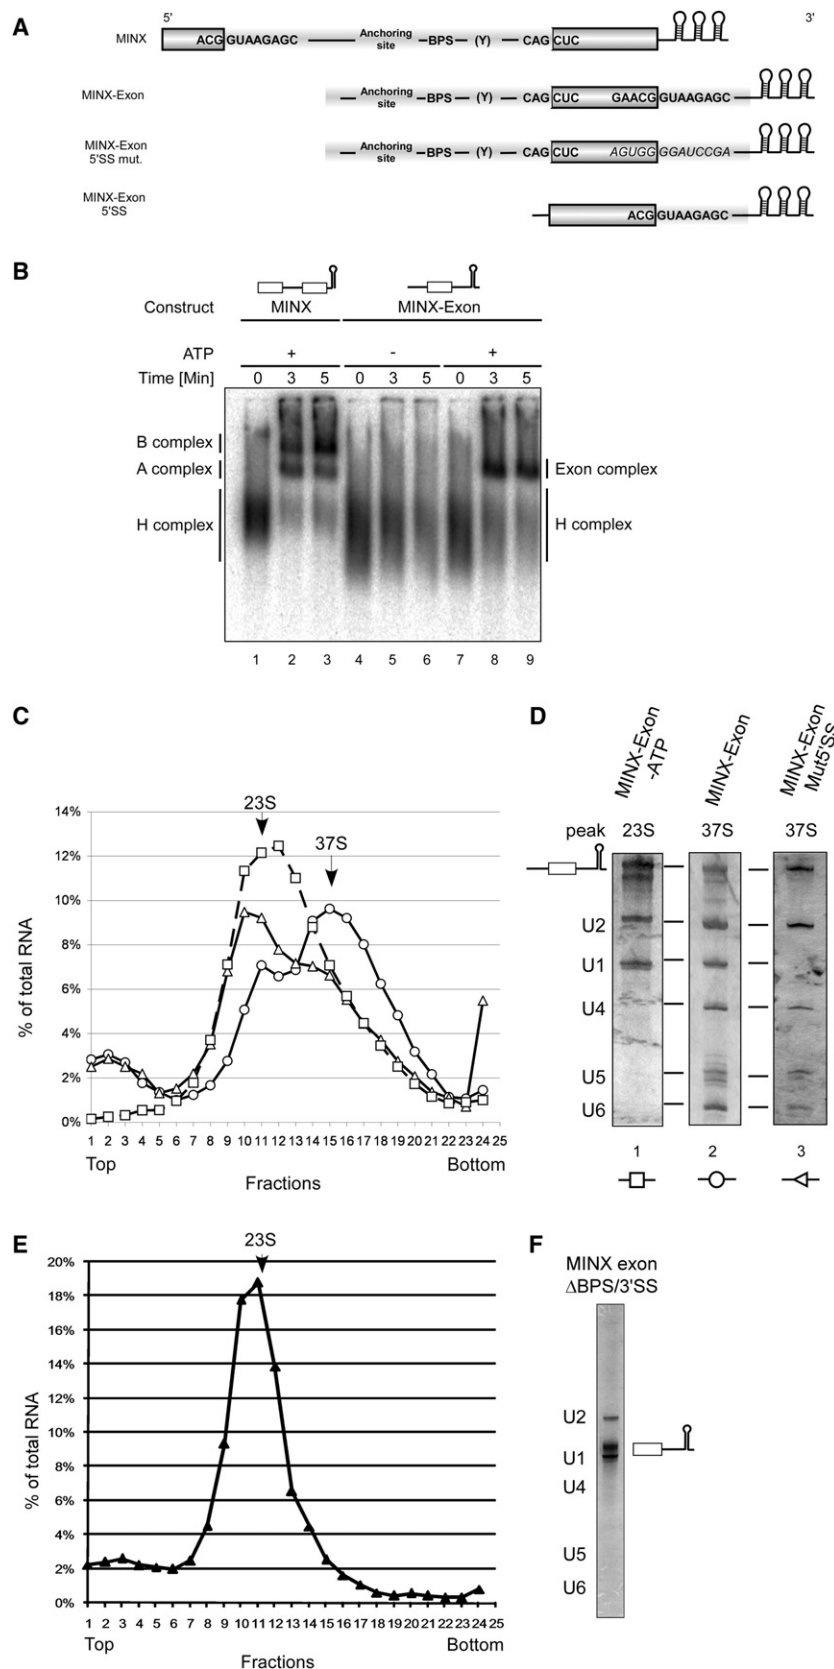 A
5' 3'
MINX ACG GUAAGAGC Anchoring site BPS (Y) CAG CUC
MINX-Exon Anchoring site BPS (Y) CAG CUC GAACG GUAAGAGC
MINX-Exon 5'SS mut. Anchoring site BPS (Y) CAG CUC AGUGG GGAUCCGA
MINX-Exon 5'SS ACG GUAAGAGC
B
Construct MINX MINX-Exon
ATP + - +
Time [Min] 0 3 5 0 3 5 0 3 5
B complex
A complex Exon complex
H complex H complex
1 2 3 4 5 6 7 8 9
C
23S
37S
14%
12%
10%
8%
6%
4%
2%
0%
% of total RNA
1 2 3 4 5 6 7 8 9 10 11 12 13 14 15 16 17 18 19 20 21 22 23 24 25
Top Bottom
Fractions
D
MINX-Exon -ATP
MINX-Exon
MINX-Exon Mut5'SS
peak 23S 37S 37S
U2
U1
U4
U5
U6
1 2 3
E
23S
20%
18%
16%
14%
12%
10%
8%
6%
4%
2%
0%
% of total RNA
1 2 3 4 5 6 7 8 9 10 11 12 13 14 15 16 17 18 19 20 21 22 23 24 25
Top Bottom
Fractions
F
MINX exon
ΔBPS/3'SS
U2
U1
U4
U5
U6